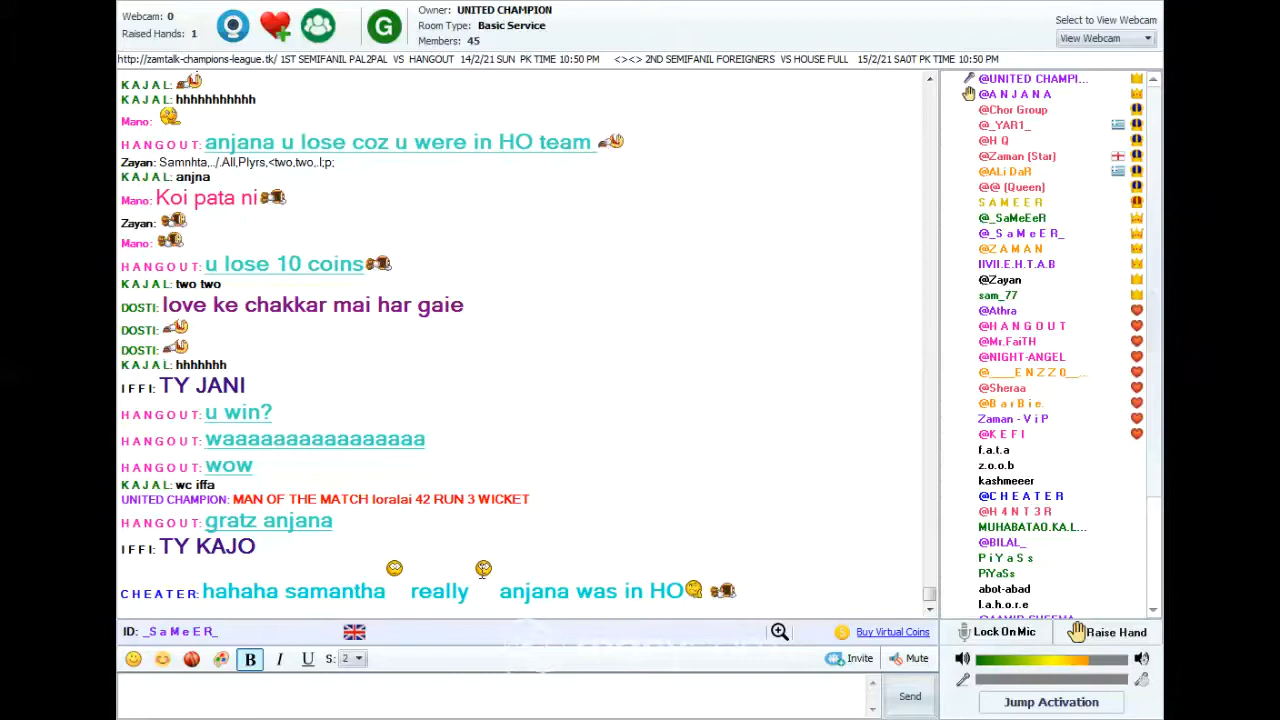 Webcam: 0
Raised Hands: 1
Owner: UNITED CHAMPION
Room Type: Basic Service
Members: 45
Select to View Webcam
View Webcam
http://zamtalk-champions-league.tk/ 1ST SEMIFANIL PAL2PAL VS HANGOUT 14/2/21 SUN PK TIME 10:50 PM <><> 2ND SEMIFANIL FOREIGNERS VS HOUSE FULL 15/2/21 SA0T PK TIME 10:50 PM
K A J A L:
K A J A L: hhhhhhhhhhh
Mano:
H A N G O U T: anjana u lose coz u were in HO team
Zayan: Samnhta,../.All,Plyrs,<two,two,.l;p;
K A J A L: anjna
Mano: Koi pata ni
Zayan:
Mano:
H A N G O U T: u lose 10 coins
K A J A L: two two
DOSTI: love ke chakkar mai har gaie
DOSTI:
DOSTI:
K A J A L: hhhhhhh
I F F I: TY JANI
H A N G O U T: u win?
H A N G O U T: waaaaaaaaaaaaaaaa
H A N G O U T: wow
K A J A L: wc iffa
UNITED CHAMPION: MAN OF THE MATCH loralai 42 RUN 3 WICKET
H A N G O U T: gratz anjana
I F F I: TY KAJO
C H E A T E R: hahaha samantha really anjana was in HO
@UNITED CHAMPI...
@A N J A N A
@Chor Group
@_YAR1_
@H Q
@Zaman (Star)
@ALi DaR
@@ (Queen)
S A M E E R
@_SaMeEeR
@_S a M e E R_
@Z A M A N
IIVII.E.H.T.A.B
@Zayan
sam_77
@Athra
@H A N G O U T
@Mr.FaiTH
@NIGHT-ANGEL
@____E N Z Z 0__...
@Sheraa
@B a r B i e.
Zaman - V i P
@K E F I
f.a.t.a
z.o.o.b
kashmeeer
@C H E A T E R
@H 4 N T 3 R
MUHABATAO.KA.L...
@BILAL_
P i Y a S s
PiYaSs
abot-abad
l.a.h.o.r.e
ID: _S a M e E R_
Buy Virtual Coins
Lock On Mic
Raise Hand
B I U S: 2
Invite
Mute
Send
Jump Activation